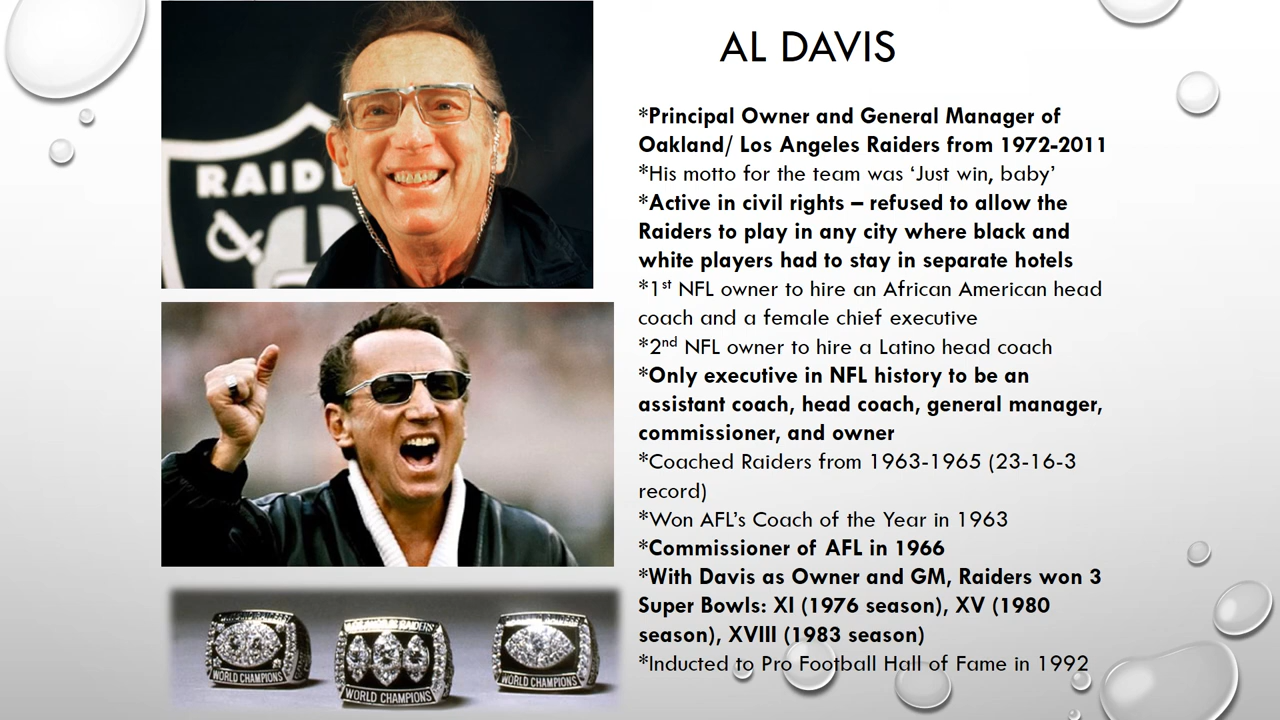 AL DAVIS
*Principal Owner and General Manager of
Oakland/ Los Angeles Raiders from 1972-2011
*His motto for the team was ‘Just win, baby’
*Active in civil rights – refused to allow the
Raiders to play in any city where black and
white players had to stay in separate hotels
*1st NFL owner to hire an African American head
coach and a female chief executive
*2nd NFL owner to hire a Latino head coach
*Only executive in NFL history to be an
assistant coach, head coach, general manager,
commissioner, and owner
*Coached Raiders from 1963-1965 (23-16-3
record)
*Won AFL’s Coach of the Year in 1963
*Commissioner of AFL in 1966
*With Davis as Owner and GM, Raiders won 3
Super Bowls: XI (1976 season), XV (1980
season), XVIII (1983 season)
*Inducted to Pro Football Hall of Fame in 1992
RAID
&
WORLD CHAMPIONS
RAIDERS
WORLD CHAMPIONS
WORLD CHAMPIONS